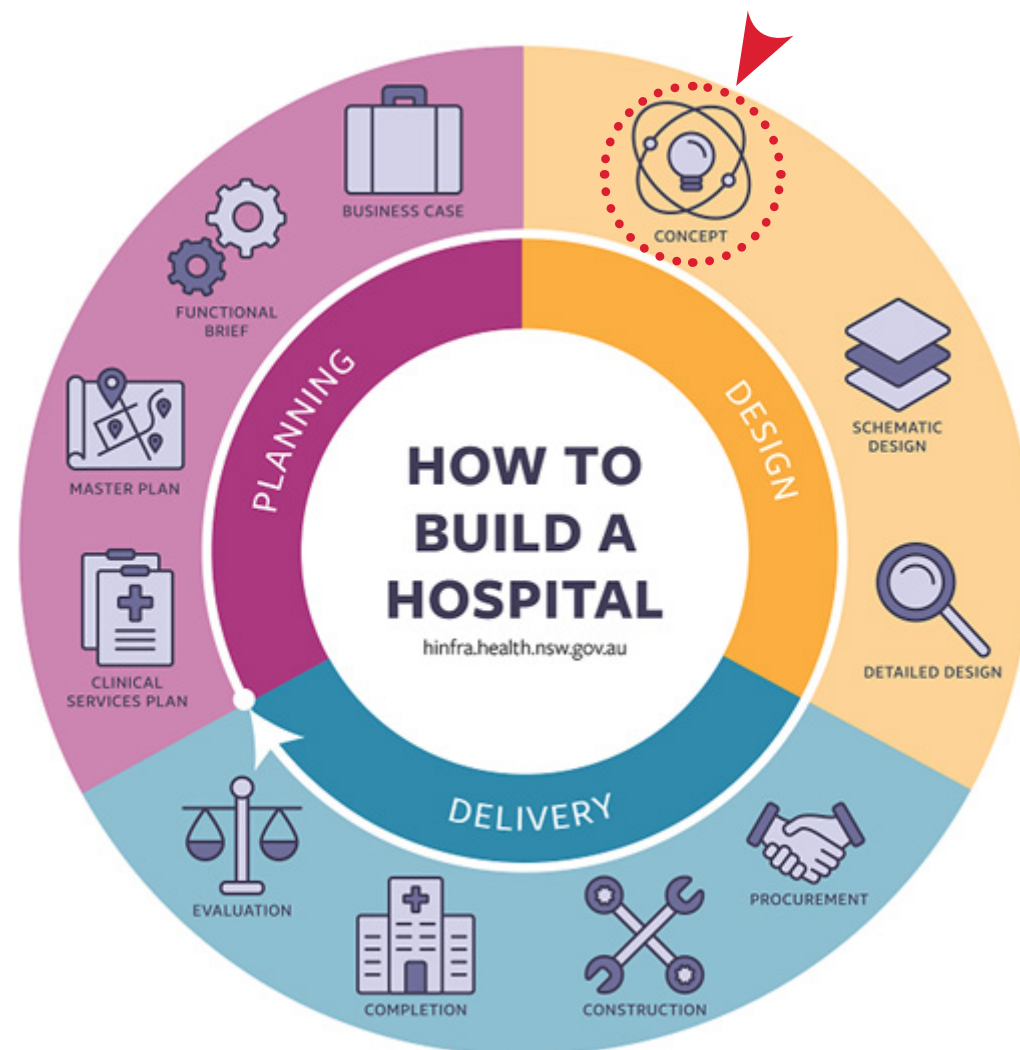 HOW TO
BUILD A
HOSPITAL
hinfra.health.nsw.gov.au
PLANNING
CLINICAL
SERVICES PLAN
MASTER PLAN
FUNCTIONAL
BRIEF
BUSINESS CASE
DESIGN
CONCEPT
SCHEMATIC
DESIGN
DETAILED DESIGN
DELIVERY
PROCUREMENT
CONSTRUCTION
COMPLETION
EVALUATION